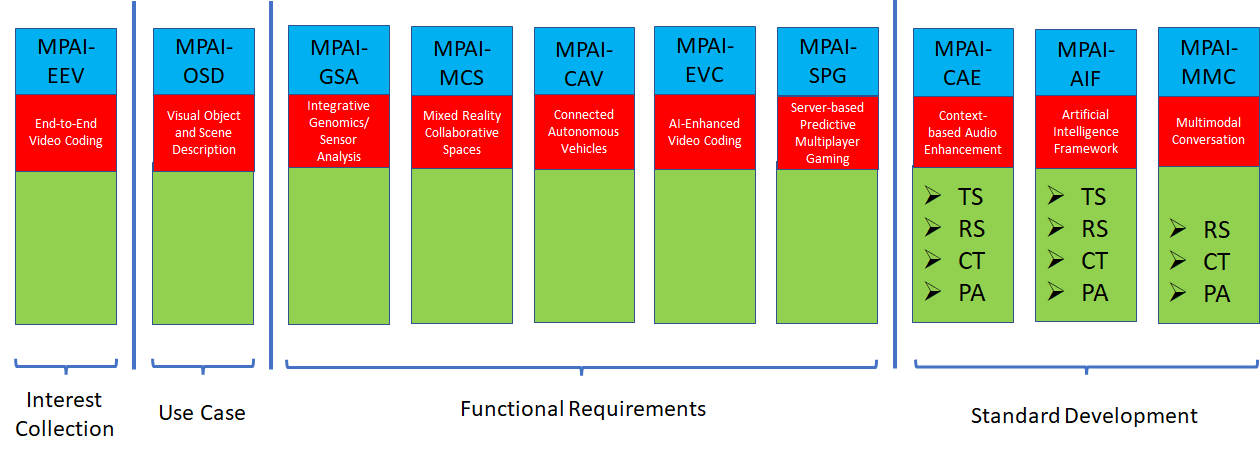 MPAI-
EEV
End-to-End
Video Coding
MPAI-
OSD
Visual Object
and Scene
Description
MPAI-
GSA
Integrative
Genomics/
Sensor
Analysis
MPAI-
MCS
Mixed Reality
Collaborative
Spaces
MPAI-
CAV
Connected
Autonomous
Vehicles
MPAI-
EVC
AI-Enhanced
Video Coding
MPAI-
SPG
Server-based
Predictive
Multiplayer
Gaming
MPAI-
CAE
Context-
based Audio
Enhancement
➢ TS
➢ RS
➢ CT
➢ PA
MPAI-
AIF
Artificial
Intelligence
Framework
➢ TS
➢ RS
➢ CT
➢ PA
MPAI-
MMC
Multimodal
Conversation
➢ RS
➢ CT
➢ PA
Interest
Collection
Use Case
Functional Requirements
Standard Development